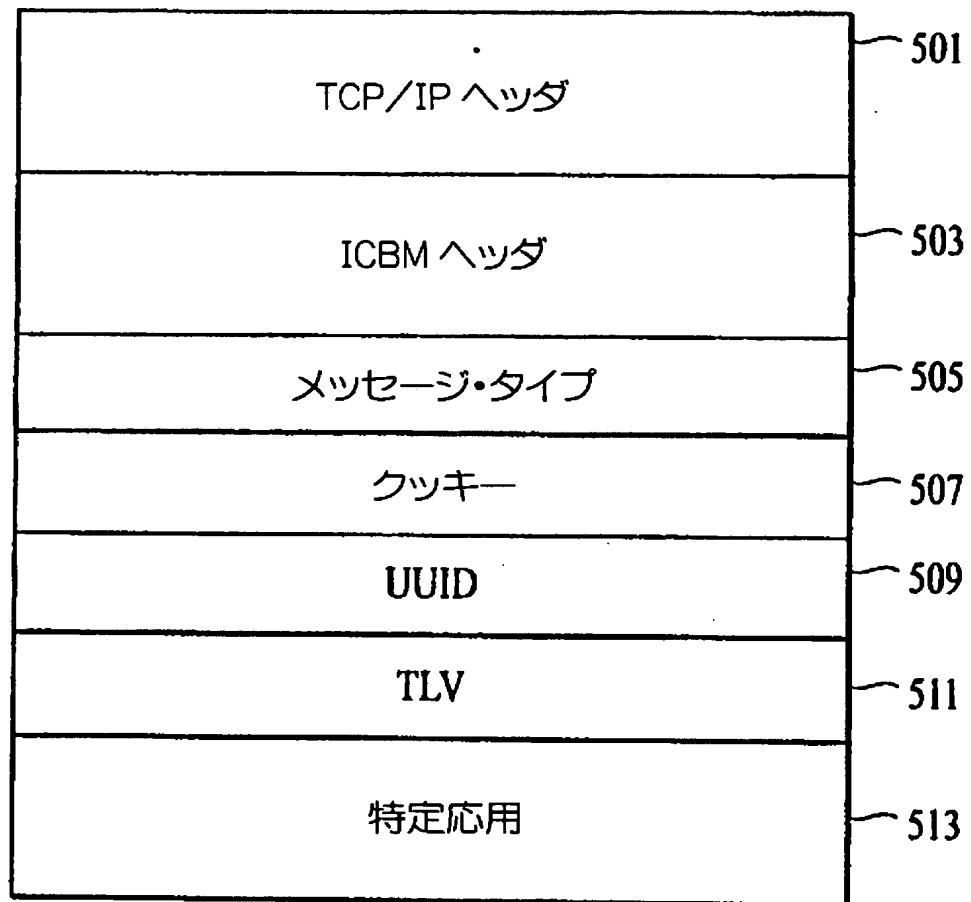 501
TCP/IP ヘッダ
503
ICBM ヘッダ
505
メッセージ・タイプ
507
クッキー
509
UUID
TLV
511
特定応用
513